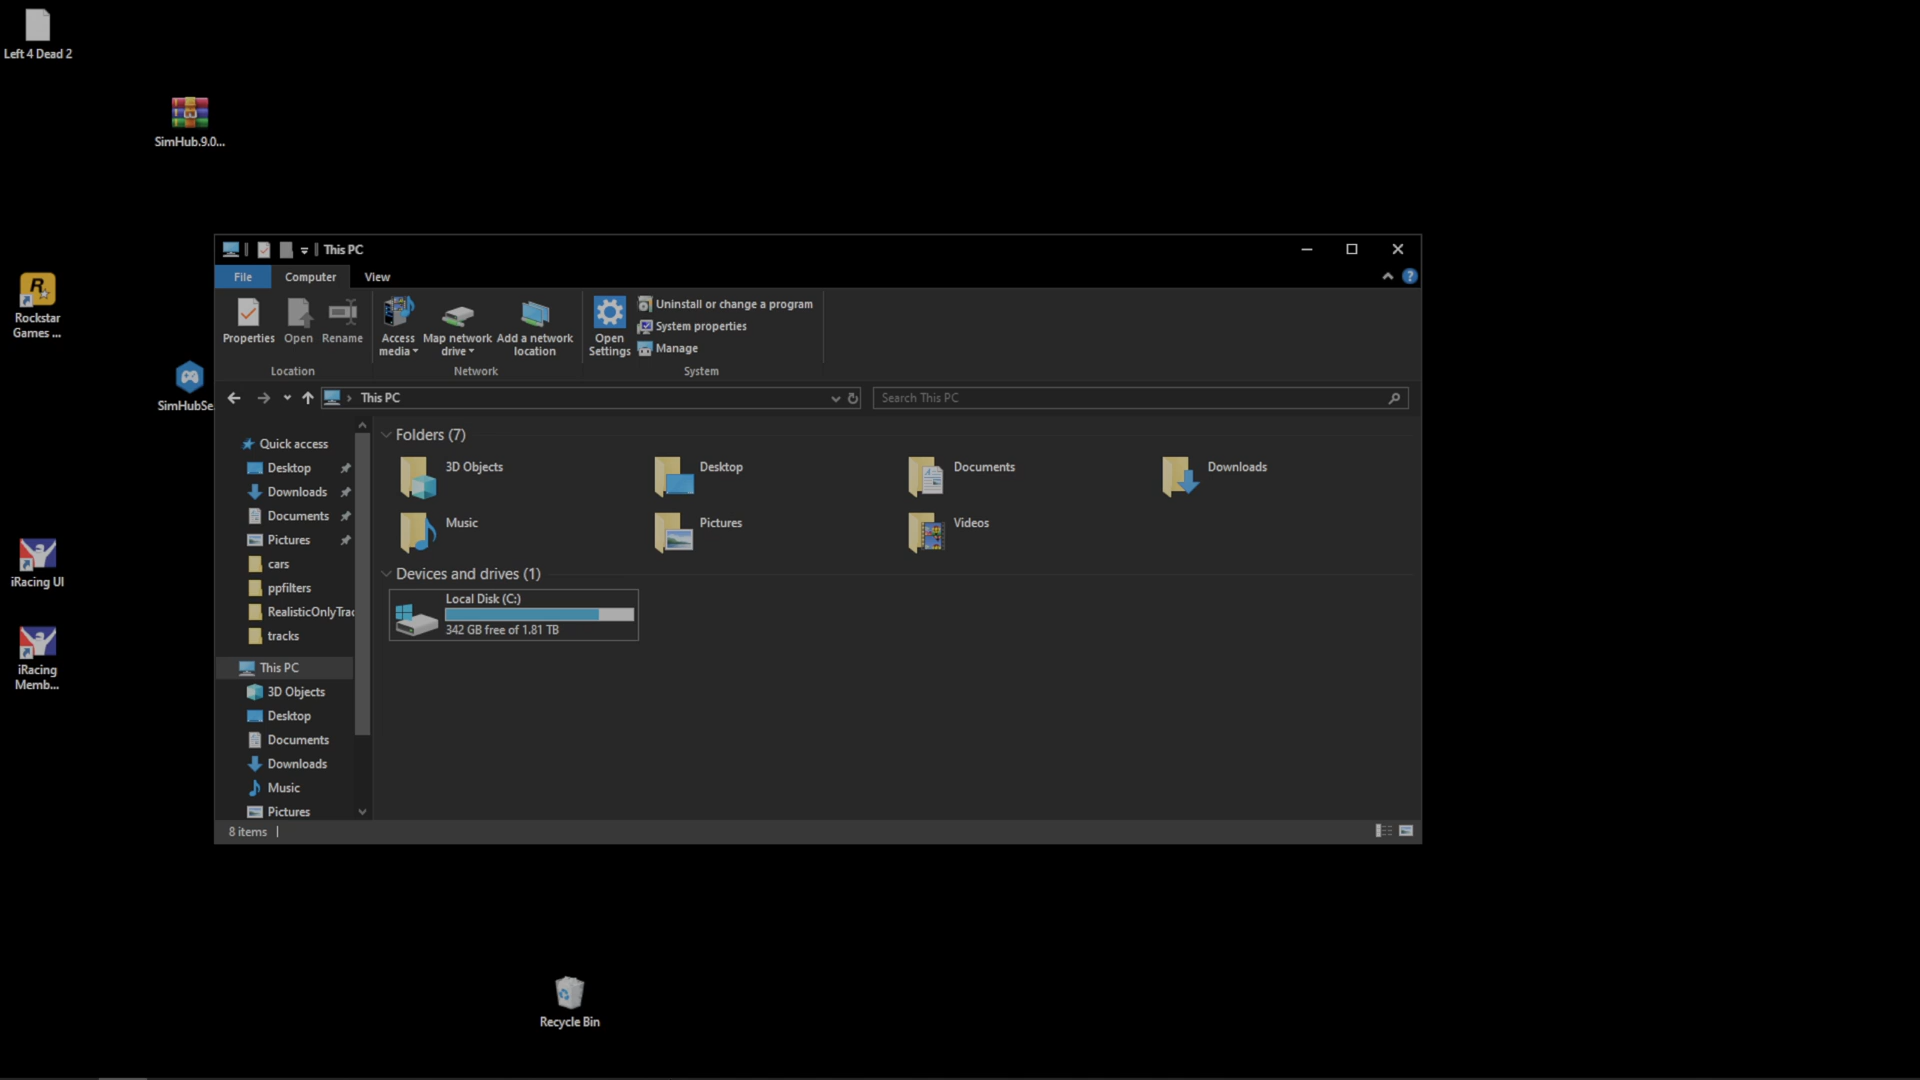 Left 4 Dead 2
SimHub.9.0...
Rockstar
Games ...
SimHubSe
iRacing UI
iRacing
Memb...
This PC
File
Computer
View
Properties
Open
Rename
Location
Access
media
Map network
drive
Add a network
location
Network
Open
Settings
Uninstall or change a program
System properties
Manage
System
This PC
Search This PC
Quick access
Desktop
Downloads
Documents
Pictures
cars
ppfilters
RealisticOnlyTrac
tracks
This PC
3D Objects
Desktop
Documents
Downloads
Music
Pictures
Folders (7)
3D Objects
Desktop
Documents
Downloads
Music
Pictures
Videos
Devices and drives (1)
Local Disk (C:)
342 GB free of 1.81 TB
8 items
Recycle Bin